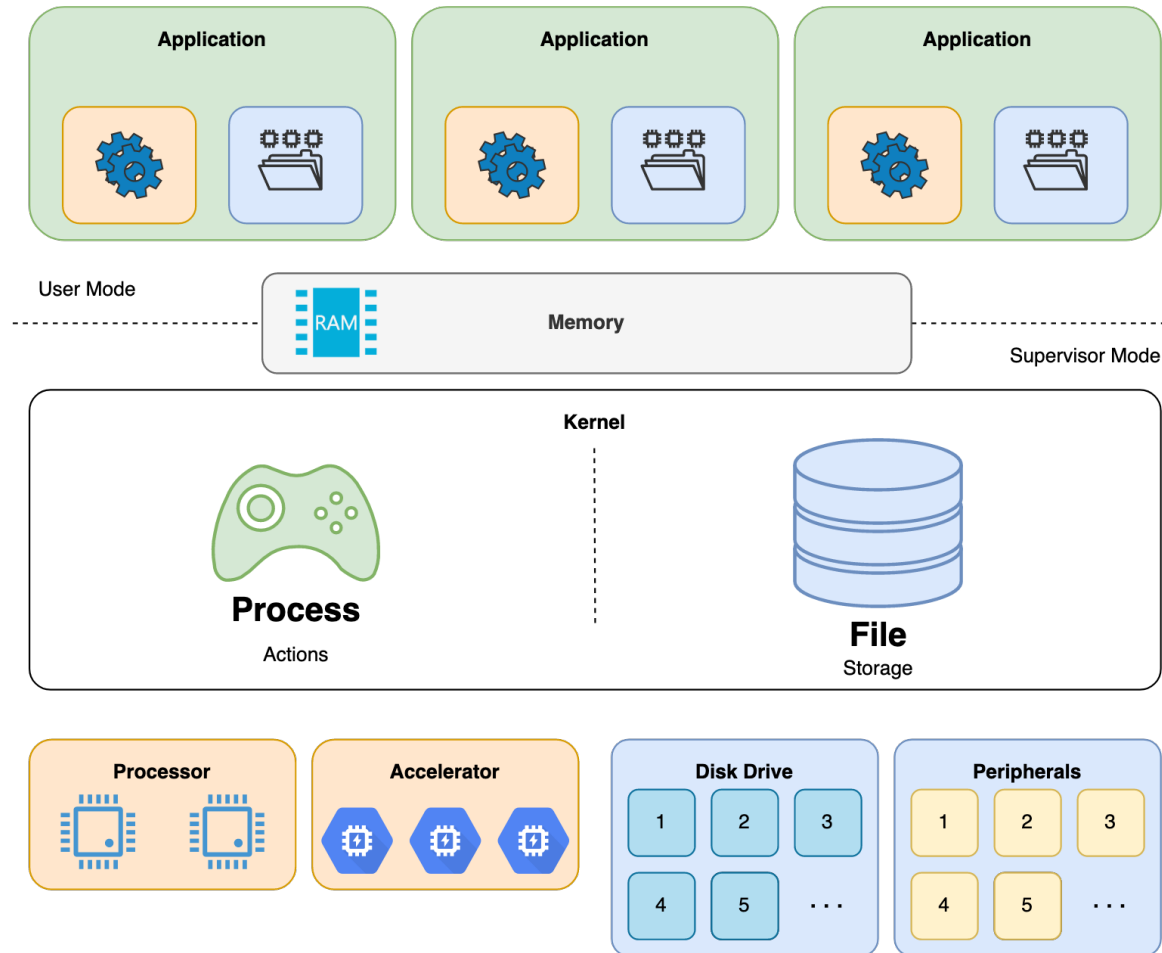 Application
Application
Application
User Mode
RAM
Memory
Supervisor Mode
Kernel
Process
Actions
File
Storage
Processor
Accelerator
Disk Drive
1 2 3
4 5 ...
Peripherals
1 2 3
4 5 ...